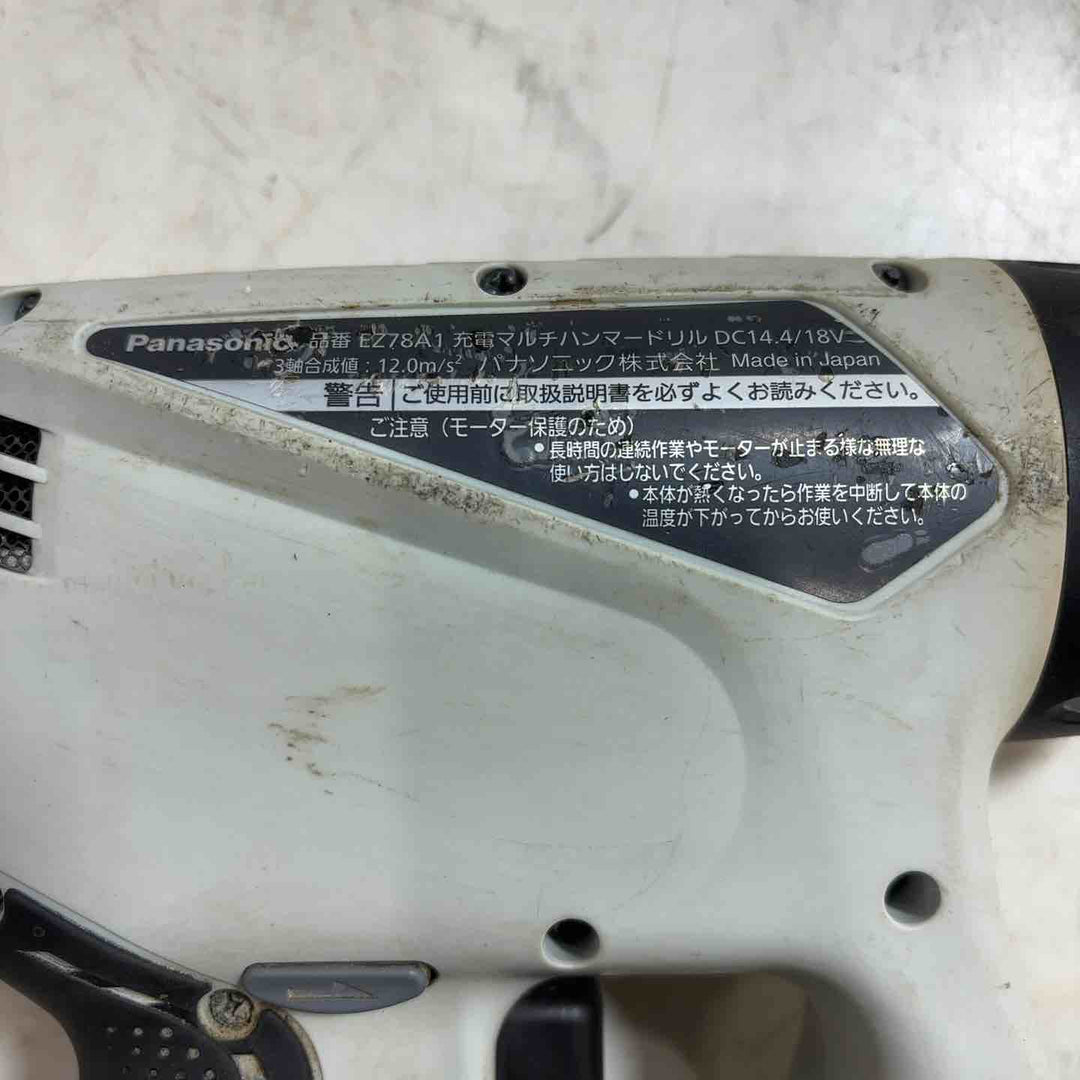 Panasonic 品番 EZ78A1 充電マルチハンマードリル DC14.4/18V
3軸合成値：12.0m/s² パナソニック株式会社 Made in Japan
警告 ご使用前に取扱説明書を必ずよくお読みください。
ご注意（モーター保護のため）
●長時間の連続作業やモーターが止まる様な無理な
使い方はしないでください。
●本体が熱くなったら作業を中断して本体の
温度が下がってからお使いください。